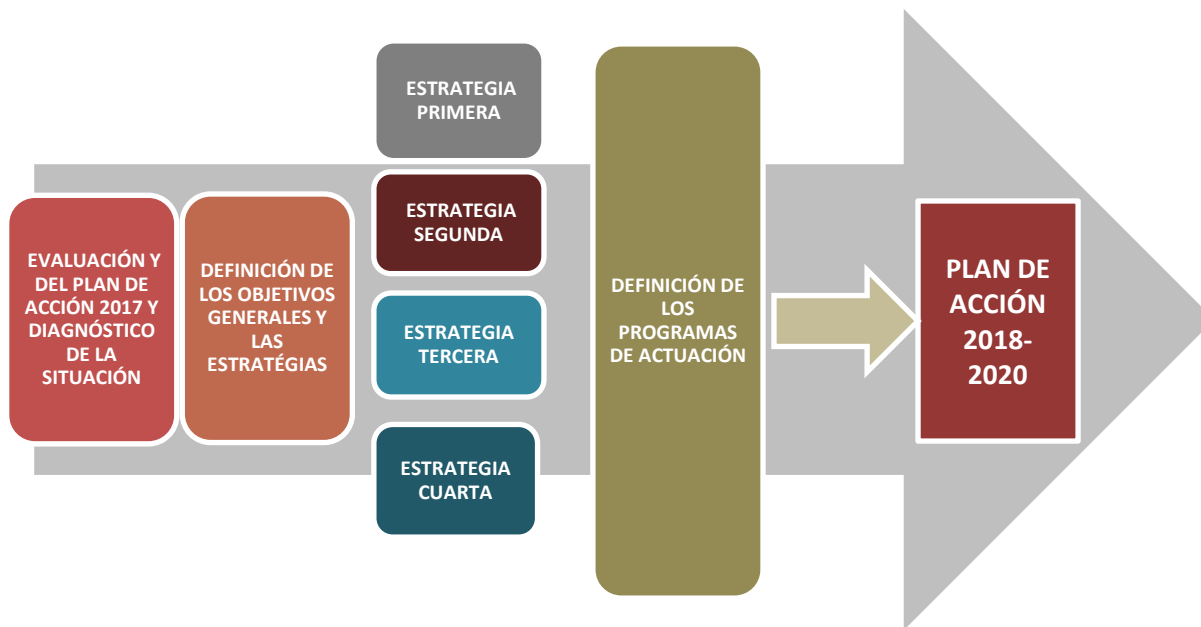 EVALUACIÓN Y
DEL PLAN DE
ACCIÓN 2017 Y
DIAGNÓSTICO
DE LA
SITUACIÓN
DEFINICIÓN DE
LOS OBJETIVOS
GENERALES Y
LAS
ESTRATÉGIAS
ESTRATEGIA
PRIMERA
ESTRATEGIA
SEGUNDA
ESTRATEGIA
TERCERA
ESTRATEGIA
CUARTA
DEFINICIÓN DE
LOS
PROGRAMAS
DE ACTUACIÓN
PLAN DE
ACCIÓN
2018-
2020